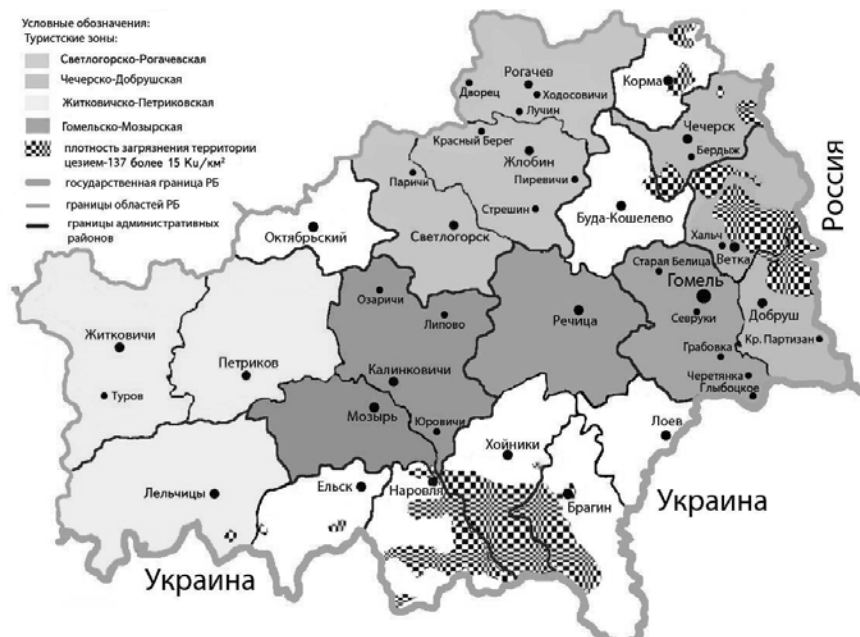 Условные обозначения:
Туристские зоны:
Светлогорско-Рогачевская
Чечерско-Добрушская
Житковичско-Петриковская
Гомельско-Мозырская
плотность загрязнения территории
цезием-137 более 15 Ku/км²
государственная граница РБ
границы областей РБ
границы административных
районов
Рогачев
Дворец
Ходосовичи
Лучин
Корма
Чечерск
Бердыж
Красный Берег
Жлобин
Паричи
Пиревичи
Стрешин
Буда-Кошелево
Октябрьский
Светлогорск
Хальч
Ветка
Россия
Старая Белица
Гомель
Севруки
Добруш
Озаричи
Липово
Речица
Житковичи
Петриков
Калинковичи
Грабовка
Кр. Партизан
Черетянка
Глыбоцкое
Туров
Мозырь
Юровичи
Хойники
Лоев
Лельчицы
Ельск
Наровля
Брагин
Украина
Украина